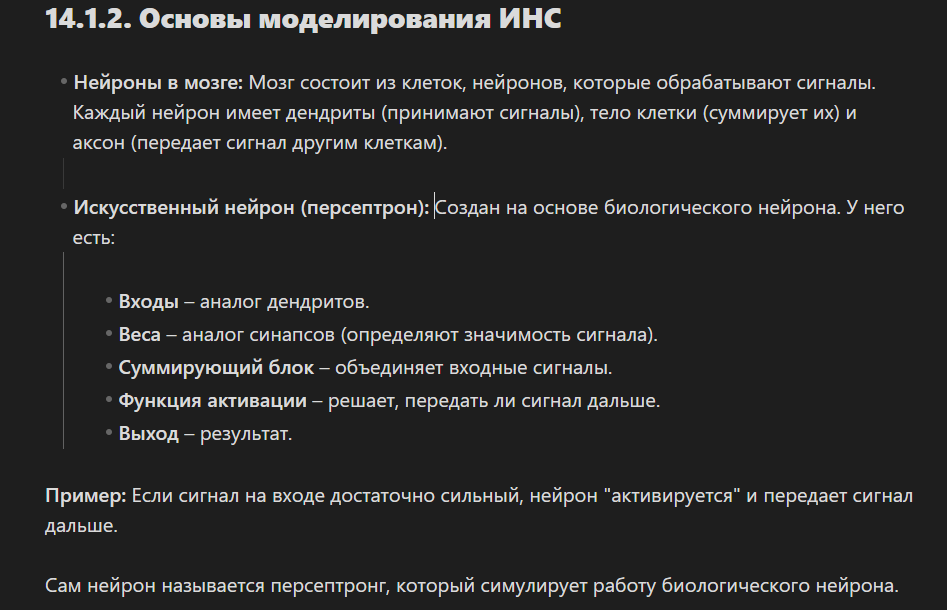 14.1.2. Основы моделирования ИНС
Нейроны в мозге: Мозг состоит из клеток, нейронов, которые обрабатывают сигналы.
Каждый нейрон имеет дендриты (принимают сигналы), тело клетки (суммирует их) и
аксон (передает сигнал другим клеткам).
Искусственный нейрон (персептрон): Создан на основе биологического нейрона. У него
есть:
Входы – аналог дендритов.
Веса – аналог синапсов (определяют значимость сигнала).
Суммирующий блок – объединяет входные сигналы.
Функция активации – решает, передать ли сигнал дальше.
Выход – результат.
Пример: Если сигнал на входе достаточно сильный, нейрон "активируется" и передает сигнал
дальше.
Сам нейрон называется персептронг, который симулирует работу биологического нейрона.